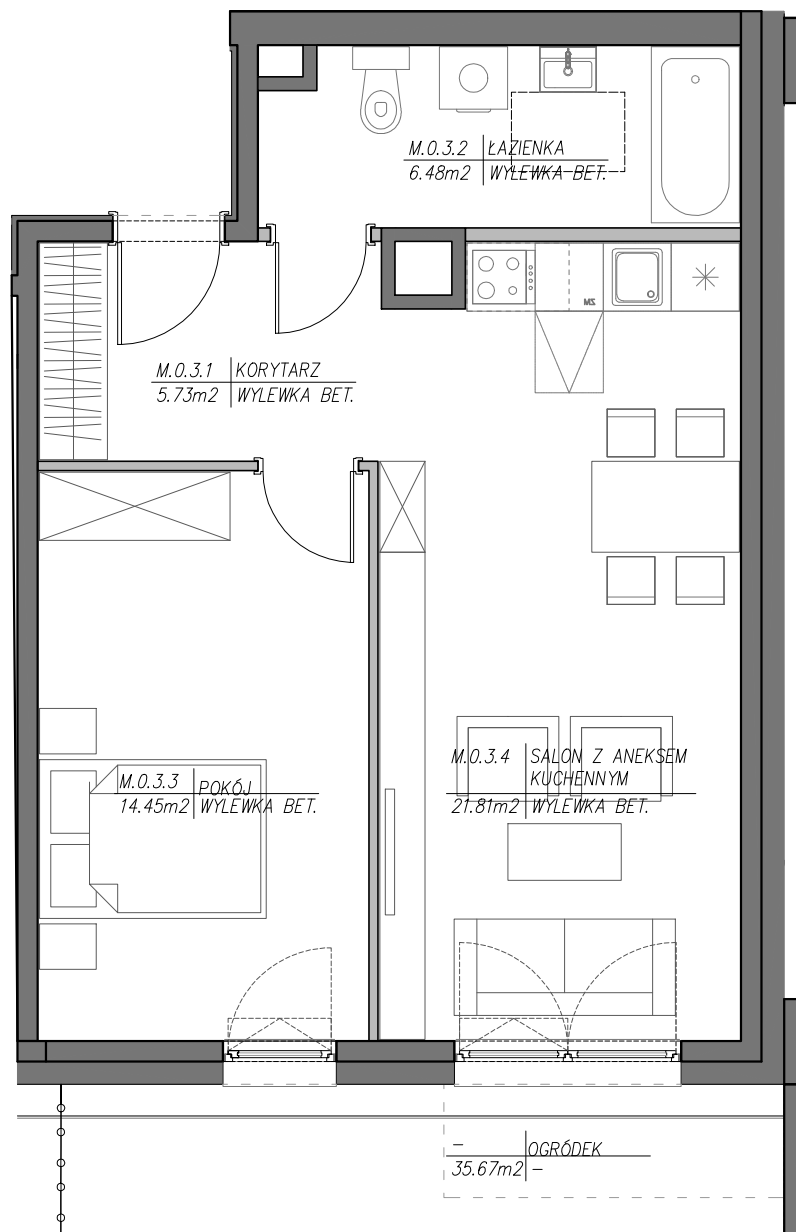 M.0.3.2 ŁAZIENKA
6.48m2 WYLEWKA BET.
MZ
M.0.3.1 KORYTARZ
5.73m2 WYLEWKA BET.
M.0.3.4 SALON Z ANEKSEM
KUCHENNYM
21.81m2 WYLEWKA BET.
M.0.3.3 POKÓJ
14.45m2 WYLEWKA BET.
– OGRÓDEK
35.67m2 –